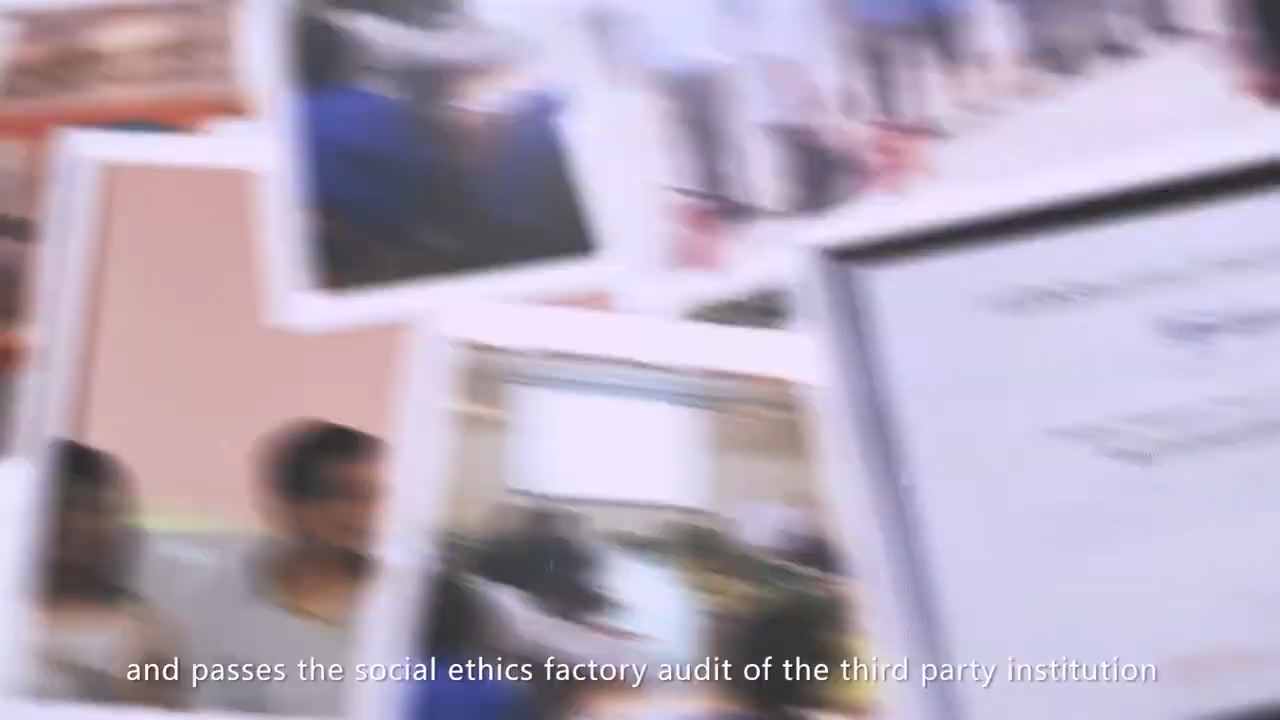 and passes the social ethics factory audit of the third party institution